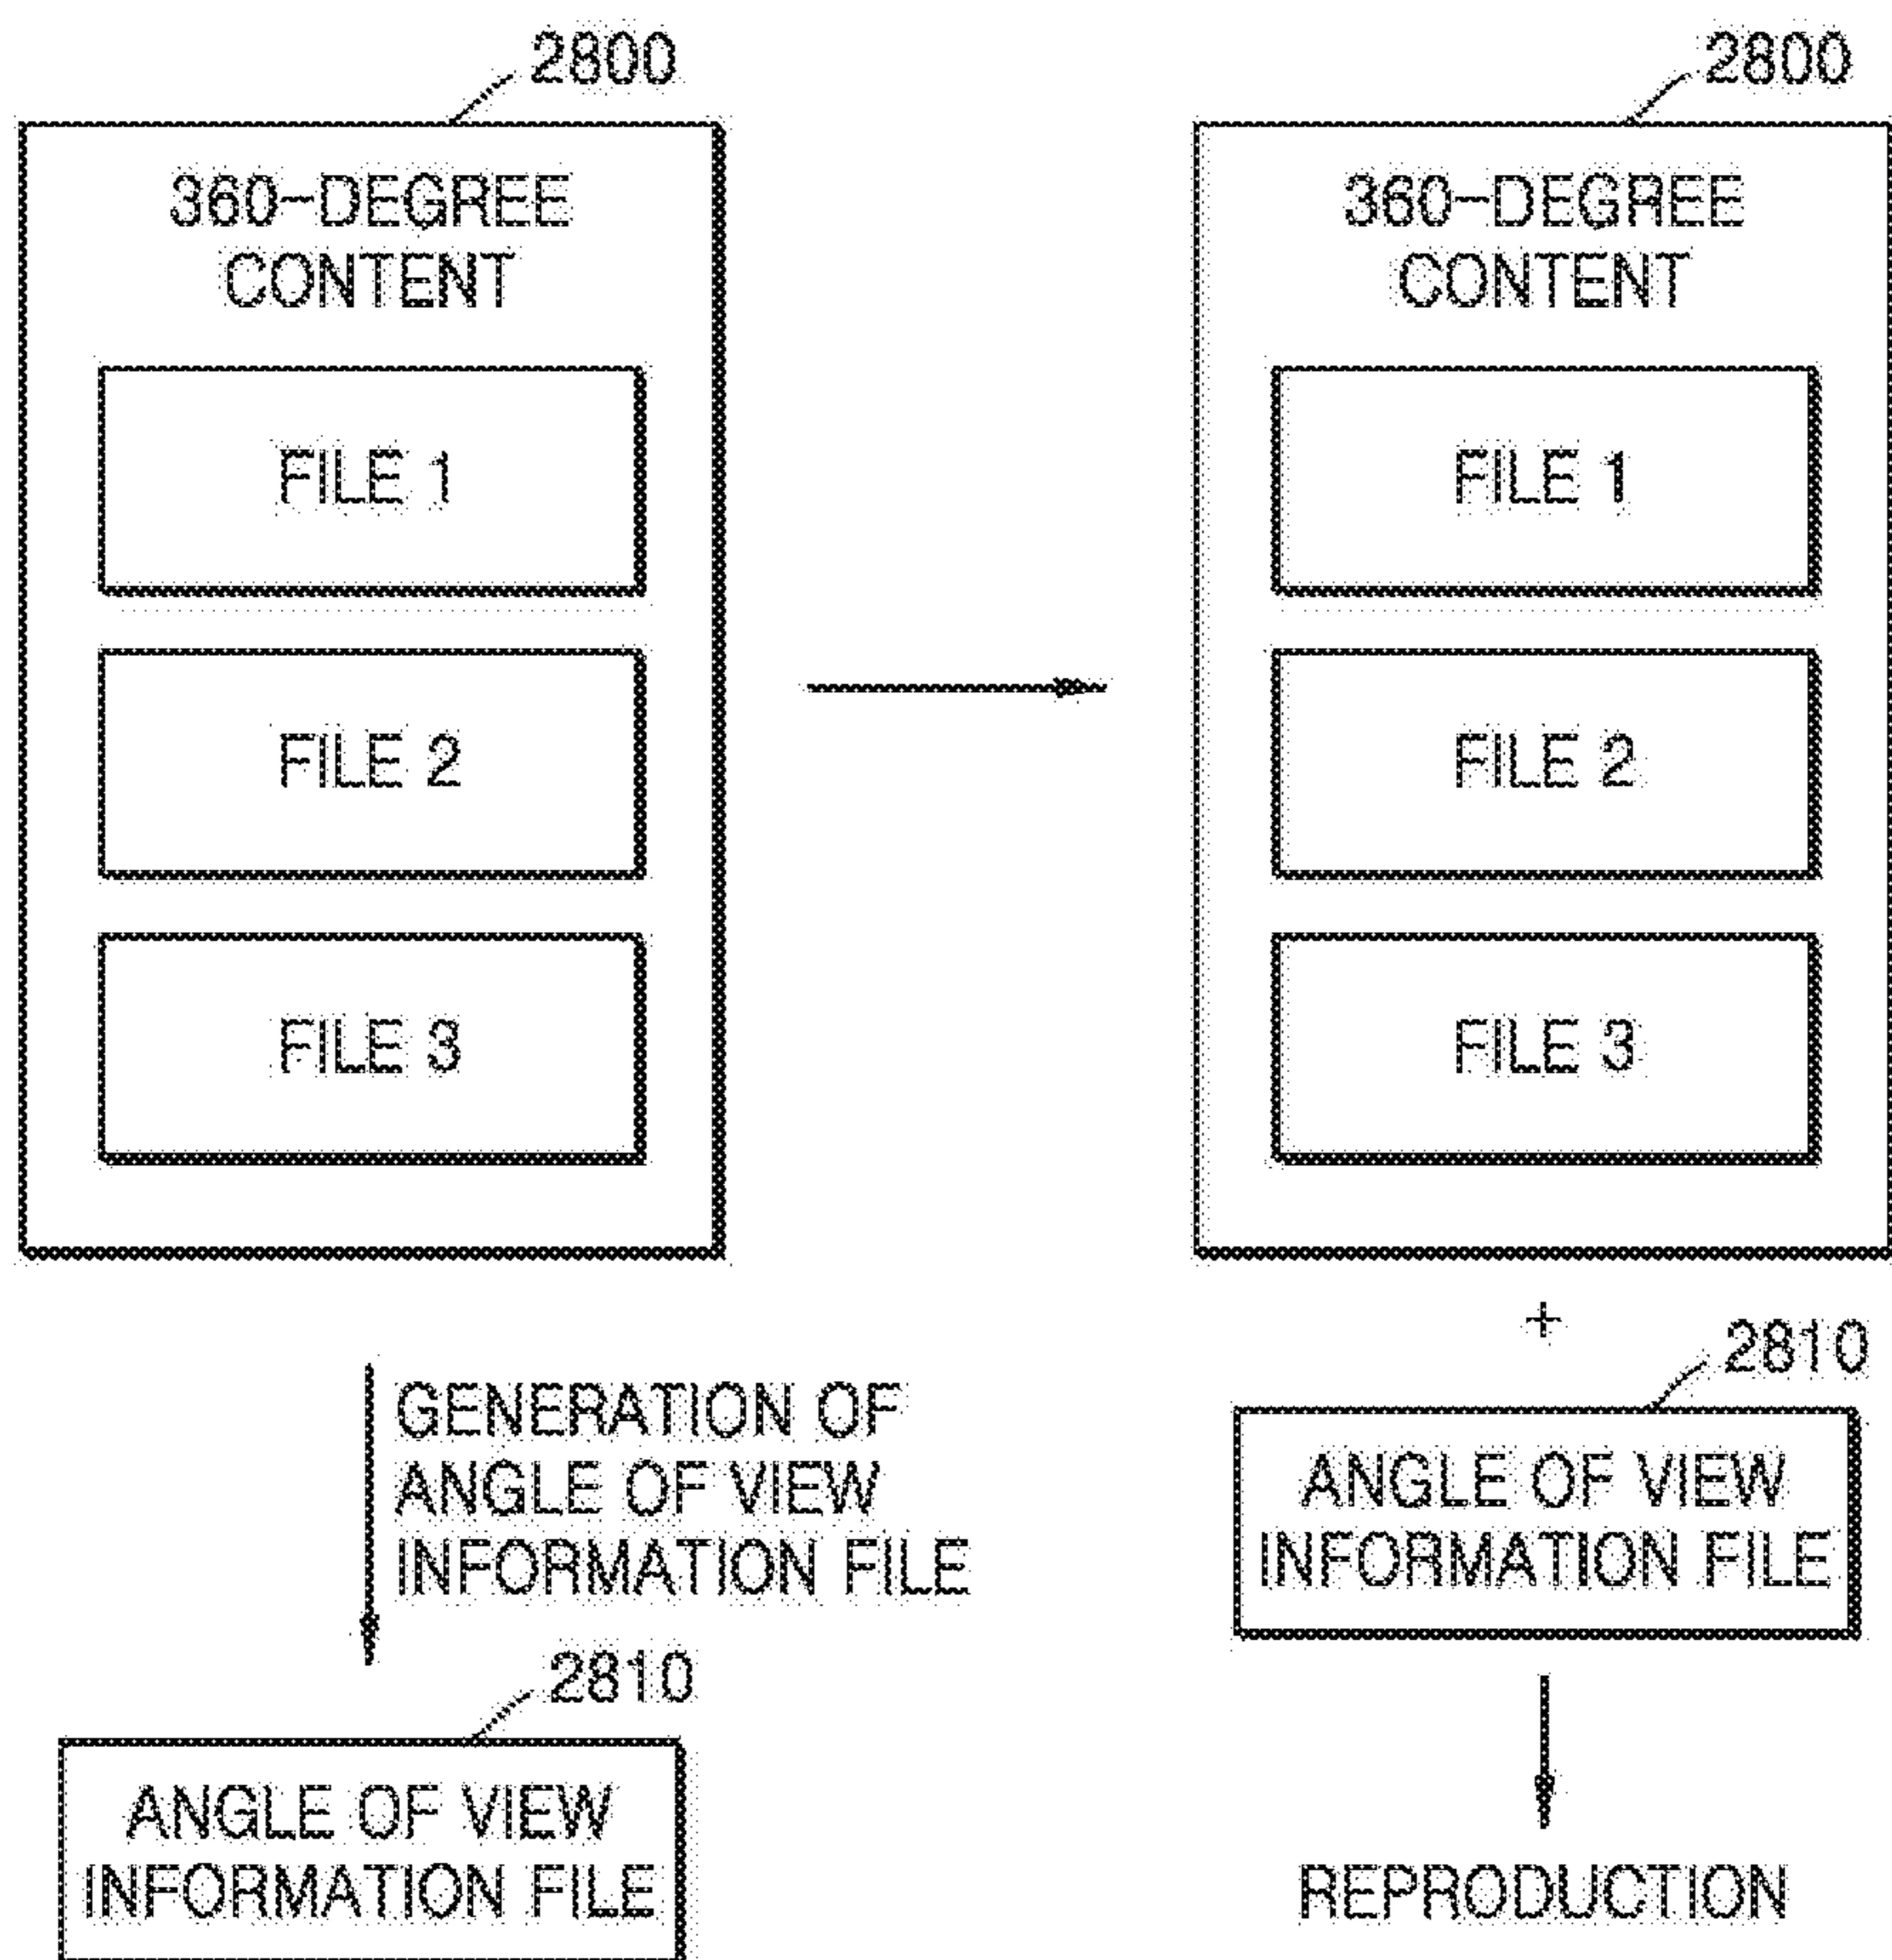 2800
360-DEGREE
CONTENT
FILE 1
FILE 2
FILE 3
GENERATION OF
ANGLE OF VIEW
INFORMATION FILE
2810
ANGLE OF VIEW
INFORMATION FILE
2800
360-DEGREE
CONTENT
FILE 1
FILE 2
FILE 3
+
2810
ANGLE OF VIEW
INFORMATION FILE
REPRODUCTION